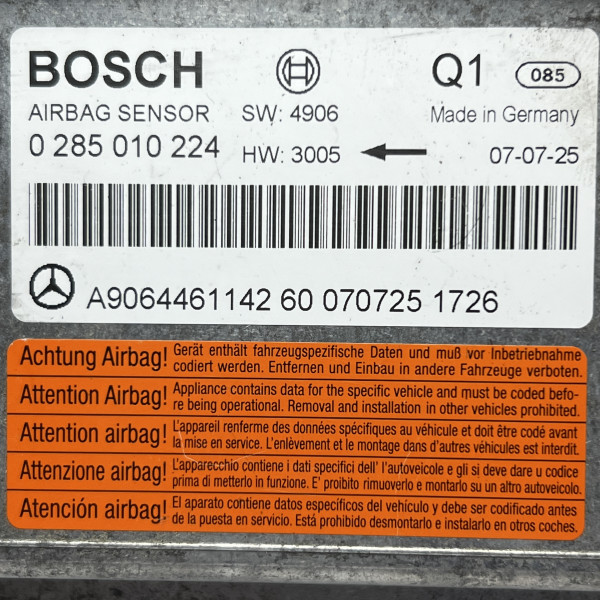 BOSCH
Q1 085
AIRBAG SENSOR SW: 4906 Made in Germany
0 285 010 224 HW: 3005 07-07-25
A9064461142 60 070725 1726
Achtung Airbag! Gerät enthält fahrzeugspezifische Daten und muß vor Inbetriebnahme
codiert werden. Entfernen und Einbau in andere Fahrzeuge verboten.
Attention Airbag! Appliance contains data for the specific vehicle and must be coded befo-
re being operational. Removal and installation in other vehicles prohibited.
Attention airbag! L'appareil renferme des données spécifiques au véhicule et doit être codé avant
la mise en service. L'enlèvement et le montage dans d'autres véhicules est interdit.
Attenzione airbag! L'apparecchio contiene i dati specifici dell' l'autoveicolo e gli si deve dare u codice
prima di metterlo in funzione. E' proibito rimuoverlo e montarlo su un altro autoveicolo.
Atención airbag! El aparato contiene datos específicos del vehículo y debe ser codificado antes
de la puesta en servicio. Está prohibido desmontarlo e instalarlo en otros coches.